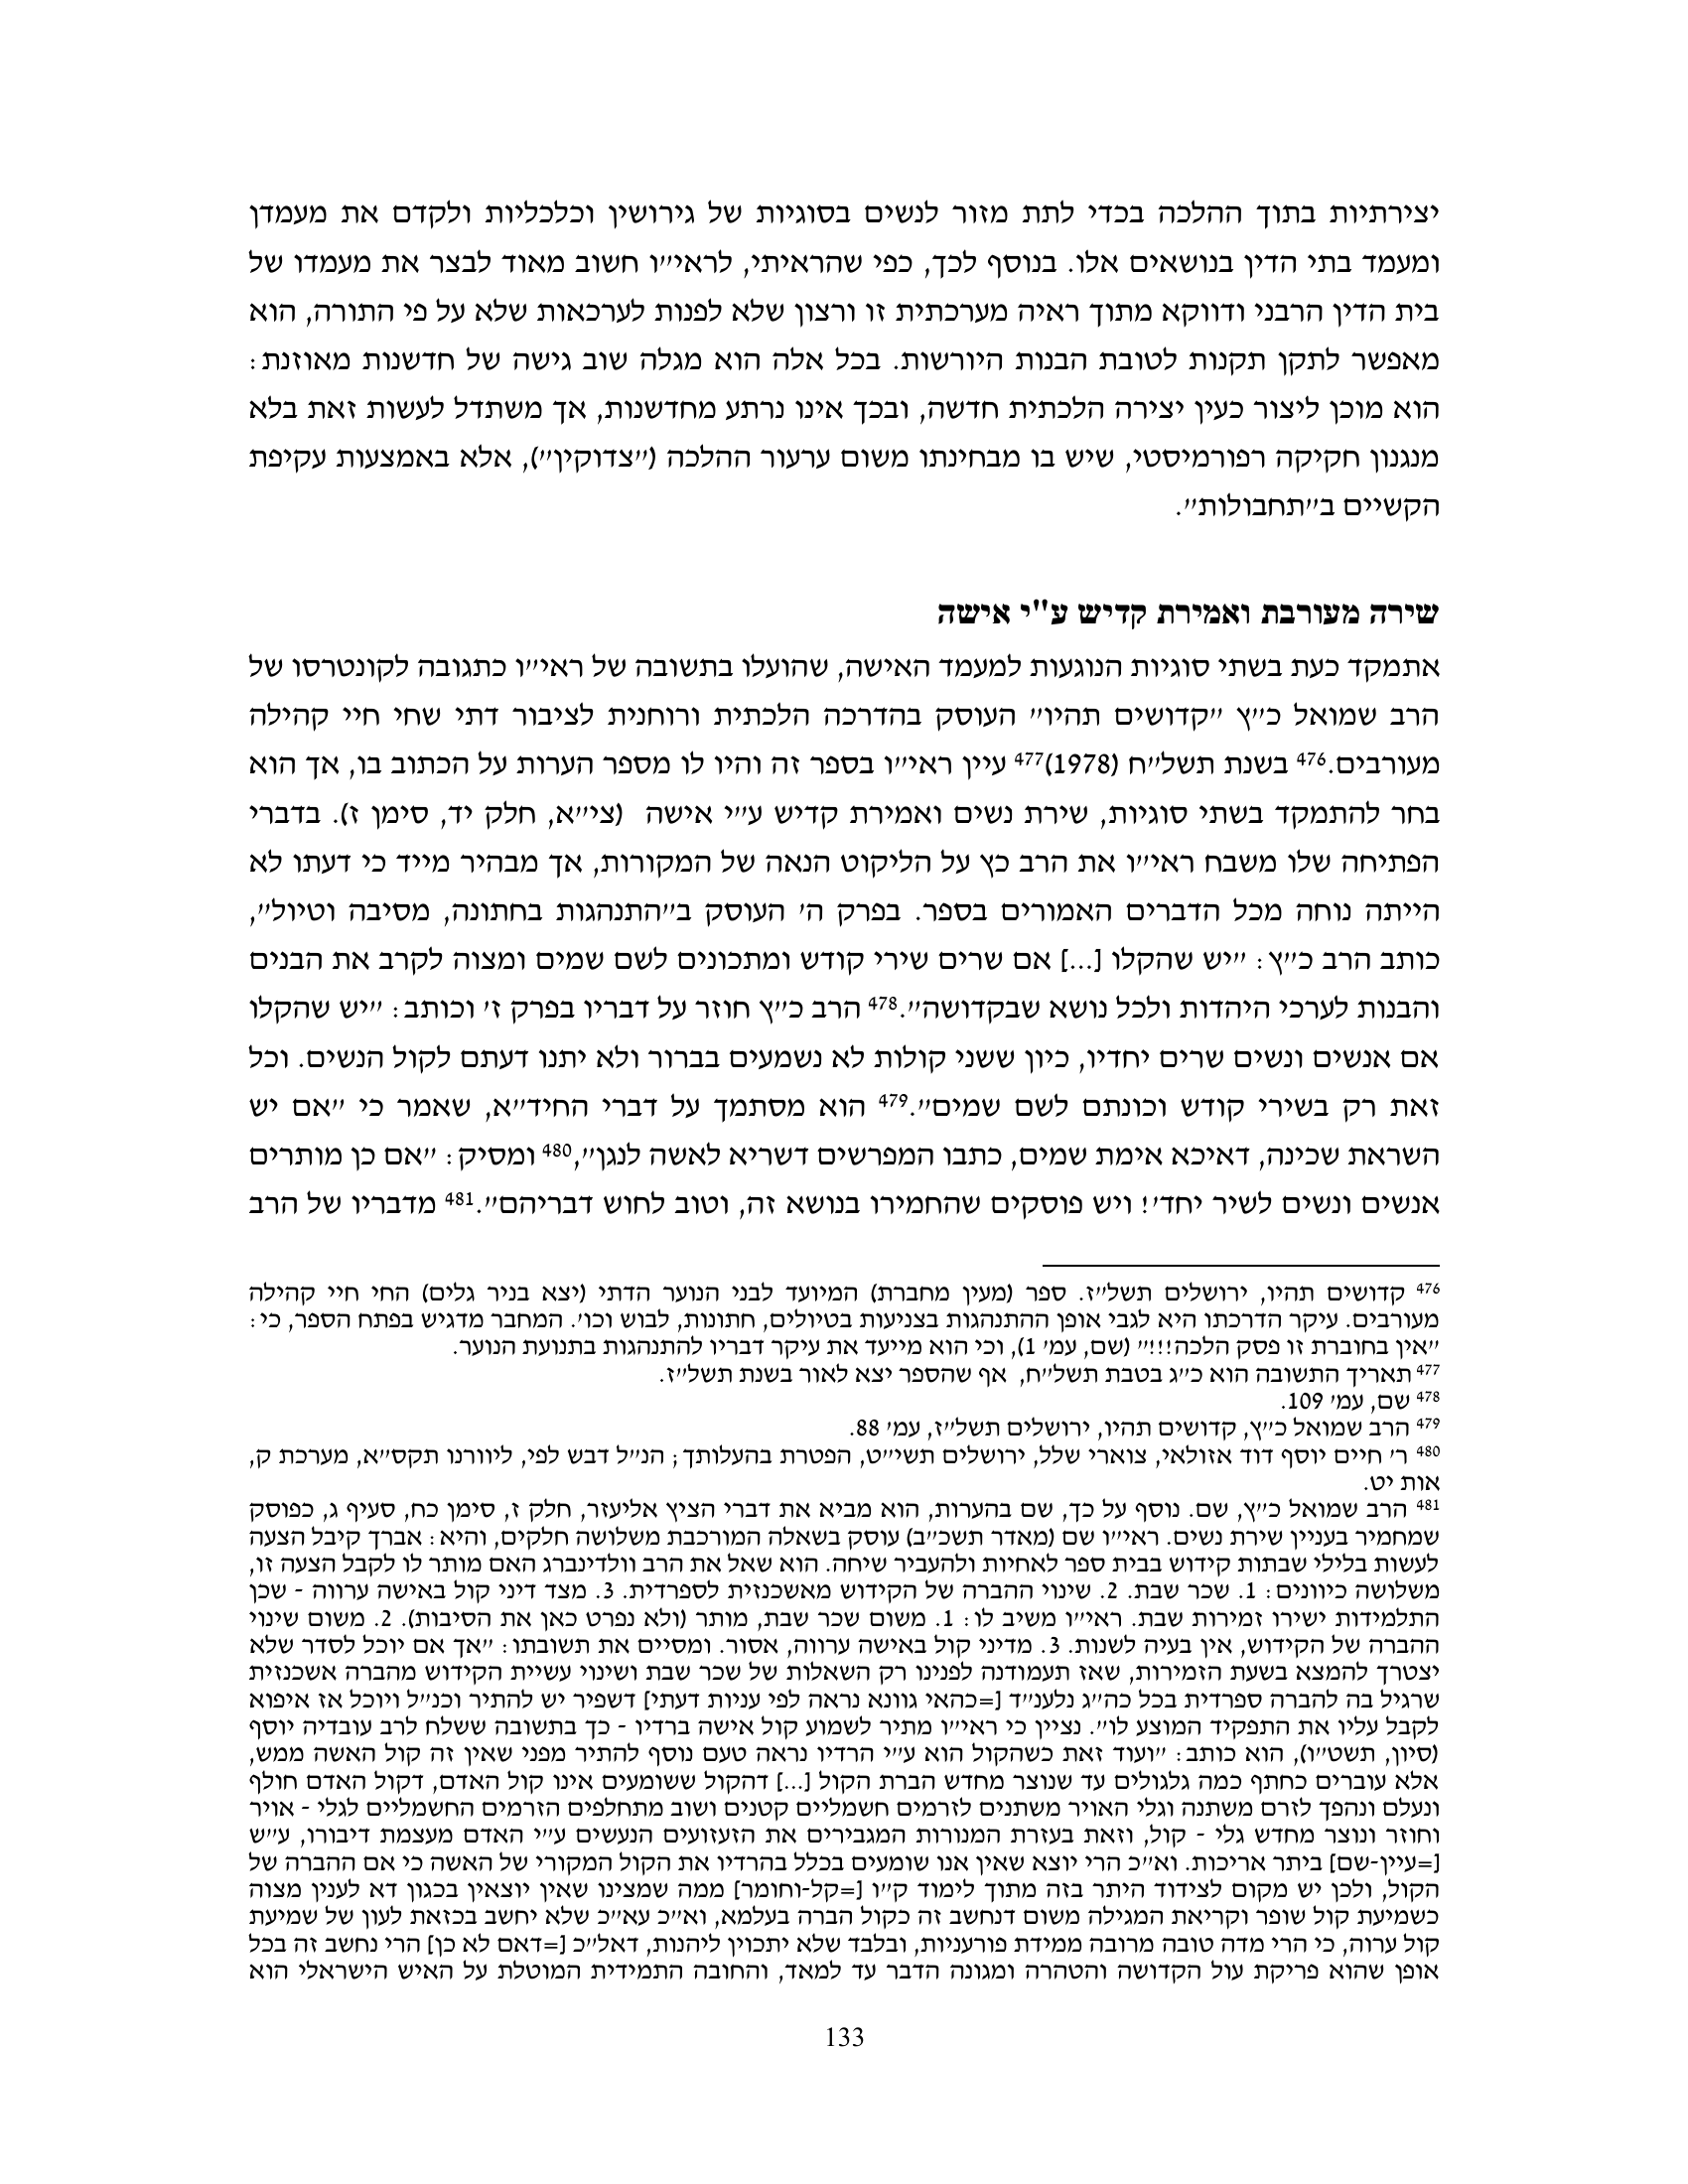 יצירתיות בתוך ההלכה בכדי לתת מזור לנשים בסוגיות של גירושין וכלכליות ולקדם את מעמדן
ומעמד בתי הדין בנושאים אלו. בנוסף לכך, כפי שהראיתי, לראי״ו חשוב מאוד לבצר את מעמדו של
בית הדין הרבני ודווקא מתוך ראיה מערכתית זו ורצון שלא לפנות לערכאות שלא על פי התורה, הוא
מאפשר לתקן תקנות לטובת הבנות היורשות. בכל אלה הוא מגלה שוב גישה של חדשנות מאוזנת:
הוא מוכן ליצור כעין יצירה הלכתית חדשה, ובכך אינו נרתע מחדשנות, אך משתדל לעשות זאת בלא
מנגנון חקיקה רפורמיסטי, שיש בו מבחינתו משום ערעור ההלכה (״צדוקין״), אלא באמצעות עקיפת
הקשיים ב״תחבולות״.
שירה מעורבת ואמירת קדיש ע"י אישה
אתמקד כעת בשתי סוגיות הנוגעות למעמד האישה, שהועלו בתשובה של ראי״ו כתגובה לקונטרסו של
הרב שמואל כ״ץ ״קדושים תהיו״ העוסק בהדרכה הלכתית ורוחנית לציבור דתי שחי חיי קהילה
מעורבים.476 בשנת תשל״ח (1978)477 עיין ראי״ו בספר זה והיו לו מספר הערות על הכתוב בו, אך הוא
בחר להתמקד בשתי סוגיות, שירת נשים ואמירת קדיש ע״י אישה (צי״א, חלק יד, סימן ז). בדברי
הפתיחה שלו משבח ראי״ו את הרב כץ על הליקוט הנאה של המקורות, אך מבהיר מייד כי דעתו לא
הייתה נוחה מכל הדברים האמורים בספר. בפרק ה׳ העוסק ב״התנהגות בחתונה, מסיבה וטיול״,
כותב הרב כ״ץ: ״יש שהקלו [...] אם שרים שירי קודש ומתכונים לשם שמים ומצוה לקרב את הבנים
והבנות לערכי היהדות ולכל נושא שבקדושה״.478 הרב כ״ץ חוזר על דבריו בפרק ז׳ וכותב: ״יש שהקלו
אם אנשים ונשים שרים יחדיו, כיון ששני קולות לא נשמעים בברור ולא יתנו דעתם לקול הנשים. וכל
זאת רק בשירי קודש וכונתם לשם שמים״.479 הוא מסתמך על דברי החיד״א, שאמר כי ״אם יש
השראת שכינה, דאיכא אימת שמים, כתבו המפרשים דשריא לאשה לנגן״,480 ומסיק: ״אם כן מותרים
אנשים ונשים לשיר יחד״! ויש פוסקים שהחמירו בנושא זה, וטוב לחוש דבריהם״.481 מדבריו של הרב
476 קדושים תהיו, ירושלים תשל״ז. ספר (מעין מחברת) המיועד לבני הנוער הדתי (יצא בניר גלים) החי חיי קהילה
מעורבים. עיקר הדרכתו היא לגבי אופן ההתנהגות בצניעות בטיולים, חתונות, לבוש וכו׳. המחבר מדגיש בפתח הספר, כי:
״אין בחוברת זו פסק הלכה!!!״ (שם, עמ׳ 1), וכי הוא מייעד את עיקר דבריו להתנהגות בתנועת הנוער.
477 תאריך התשובה הוא כ״ג בטבת תשל״ח, אף שהספר יצא לאור בשנת תשל״ז.
478 שם, עמ׳ 109.
479 הרב שמואל כ״ץ, קדושים תהיו, ירושלים תשל״ז, עמ׳ 88.
480 ר׳ חיים יוסף דוד אזולאי, צוארי שלל, ירושלים תשי״ט, הפטרת בהעלותך; הנ״ל דבש לפי, ליוורנו תקס״א, מערכת ק,
אות יט.
481 הרב שמואל כ״ץ, שם. נוסף על כך, שם בהערות, הוא מביא את דברי הציץ אליעזר, חלק ז, סימן כח, סעיף ג, כפוסק
שמחמיר בעניין שירת נשים. ראי״ו שם (מאדר תשכ״ב) עוסק בשאלה המורכבת משלושה חלקים, והיא: אברך קיבל הצעה
לעשות בלילי שבתות קידוש בבית ספר לאחיות ולהעביר שיחה. הוא שאל את הרב וולדינברג האם מותר לו לקבל הצעה זו,
משלושה כיוונים: 1. שכר שבת. 2. שינוי ההברה של הקידוש מאשכנזית לספרדית. 3. מצד דיני קול באישה ערווה - שכן
התלמידות ישירו זמירות שבת. ראי״ו משיב לו: 1. משום שכר שבת, מותר (ולא נפרט כאן את הסיבות). 2. משום שינוי
ההברה של הקידוש, אין בעיה לשנות. 3. מדיני קול באישה ערווה, אסור. ומסיים את תשובתו: ״אך אם יוכל לסדר שלא
יצטרך להמצא בשעת הזמירות, שאז תעמודנה לפנינו רק השאלות של שכר שבת ושינוי עשיית הקידוש מהברה אשכנזית
שרגיל בה להברה ספרדית בכל כה״ג נלענ״ד [=כהאי גוונא נראה לפי עניות דעתי] דשפיר יש להתיר וכנ״ל ויוכל אז איפוא
לקבל עליו את התפקיד המוצע לו״. נציין כי ראי״ו מתיר לשמוע קול אישה ברדיו - כך בתשובה ששלח לרב עובדיה יוסף
(סיון, תשט״ו), הוא כותב: ״ועוד זאת כשהקול הוא ע״י הרדיו נראה טעם נוסף להתיר מפני שאין זה קול האשה ממש,
אלא עוברים כחתף כמה גלגולים עד שנוצר מחדש הברת הקול [...] דהקול ששומעים אינו קול האדם, דקול האדם חולף
ונעלם ונהפך לזרם משתנה וגלי האויר משתנים לזרמים חשמליים קטנים ושוב מתחלפים הזרמים החשמליים לגלי - אויר
וחוזר ונוצר מחדש גלי - קול, וזאת בעזרת המנורות המגבירים את הזעזועים הנעשים ע״י האדם מעצמת דיבורו, ע״ש
[=עיין-שם] ביתר אריכות. וא״כ הרי יוצא שאין אנו שומעים בכלל בהרדיו את הקול המקורי של האשה כי אם ההברה של
הקול, ולכן יש מקום לצידוד היתר בזה מתוך לימוד ק״ו [=קל-וחומר] ממה שמצינו שאין יוצאין בכגון דא לענין מצוה
כשמיעת קול שופר וקריאת המגילה משום דנחשב זה כקול הברה בעלמא, וא״כ עא״כ שלא יחשב בכזאת לעון של שמיעת
קול ערוה, כי הרי מדה טובה מרובה ממידת פורעניות, ובלבד שלא יתכוין ליהנות, דאל״כ [=דאם לא כן] הרי נחשב זה בכל
אופן שהוא פריקת עול הקדושה והטהרה ומגונה הדבר עד למאד, והחובה התמידית המוטלת על האיש הישראלי הוא
133